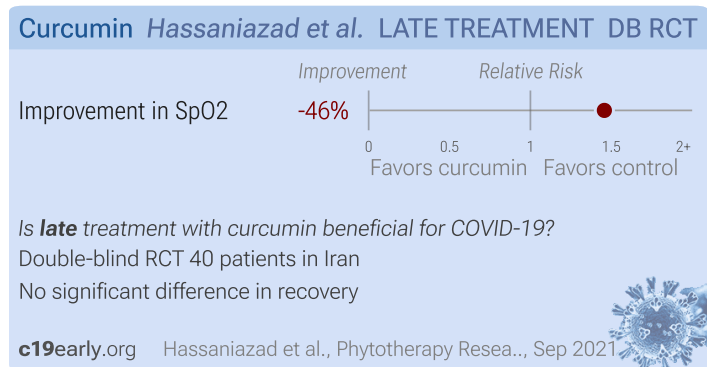 Curcumin Hassaniazad et al. LATE TREATMENT DB RCT
Improvement Relative Risk
Improvement in SpO2 -46%
0 0.5 1 1.5 2+
Favors curcumin Favors control
Is late treatment with curcumin beneficial for COVID-19?
Double-blind RCT 40 patients in Iran
No significant difference in recovery
c19early.org Hassaniazad et al., Phytotherapy Resea.., Sep 2021